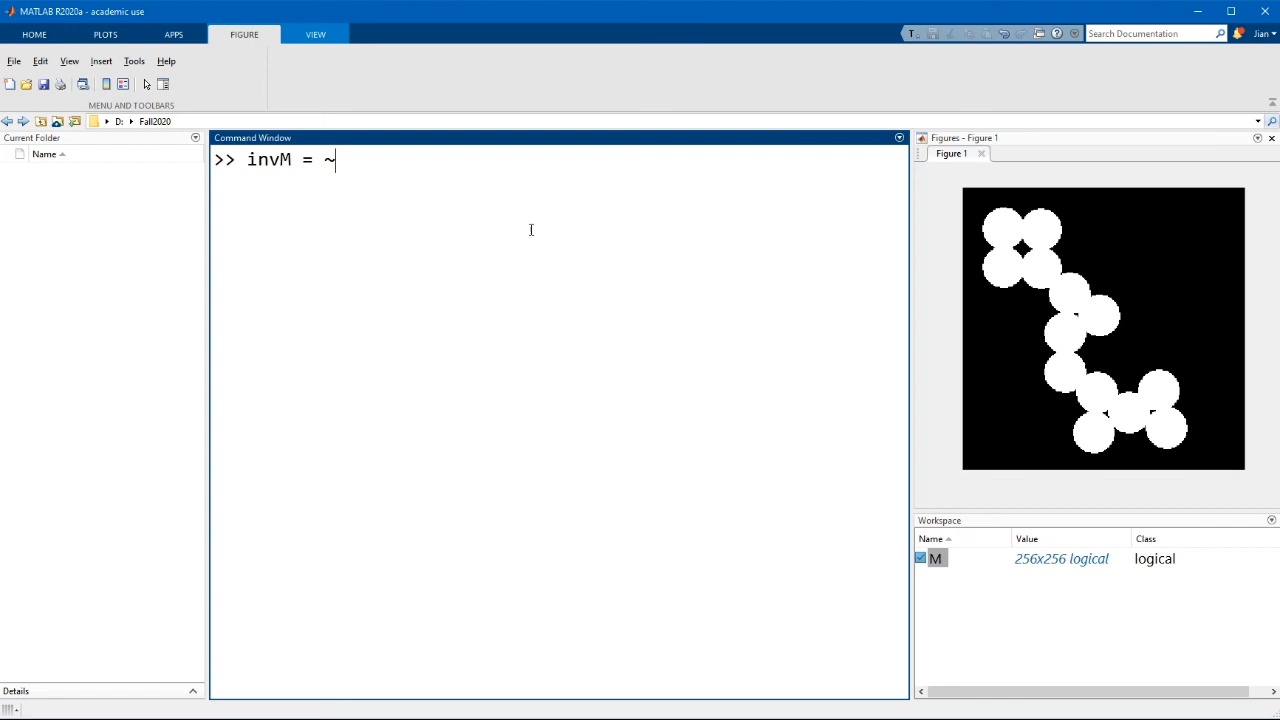 MATLAB R2020a - academic use
HOME PLOTS APPS FIGURE VIEW
Search Documentation Jian
File Edit View Insert Tools Help
MENU AND TOOLBARS
D: Fall2020
Current Folder
Name
Command Window
>> invM = ~
Figures - Figure 1
Figure 1
Workspace
Name Value Class
M 256x256 logical logical
Details